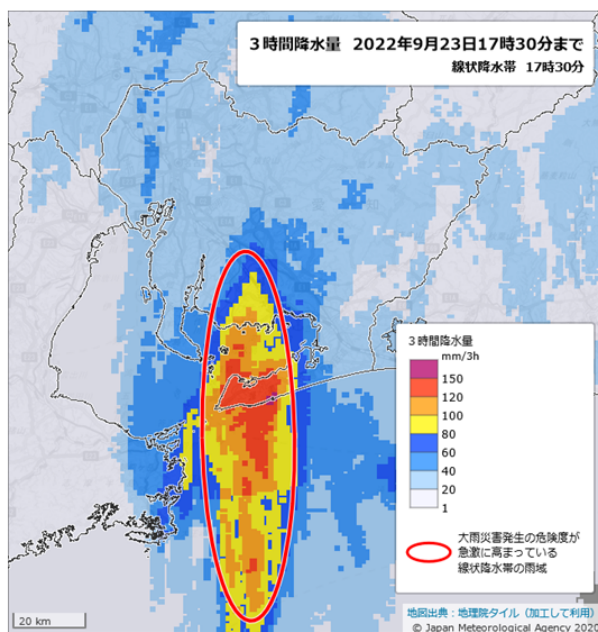 ３時間降水量 2022年9月23日17時30分まで
線状降水帯 17時30分
愛 知
３時間降水量
mm/3h
150
120
100
80
60
40
20
1
大雨災害発生の危険度が
急激に高まっている
線状降水帯の雨域
20 km
地図出典：地理院タイル（加工して利用）
© Japan Meteorological Agency 2020